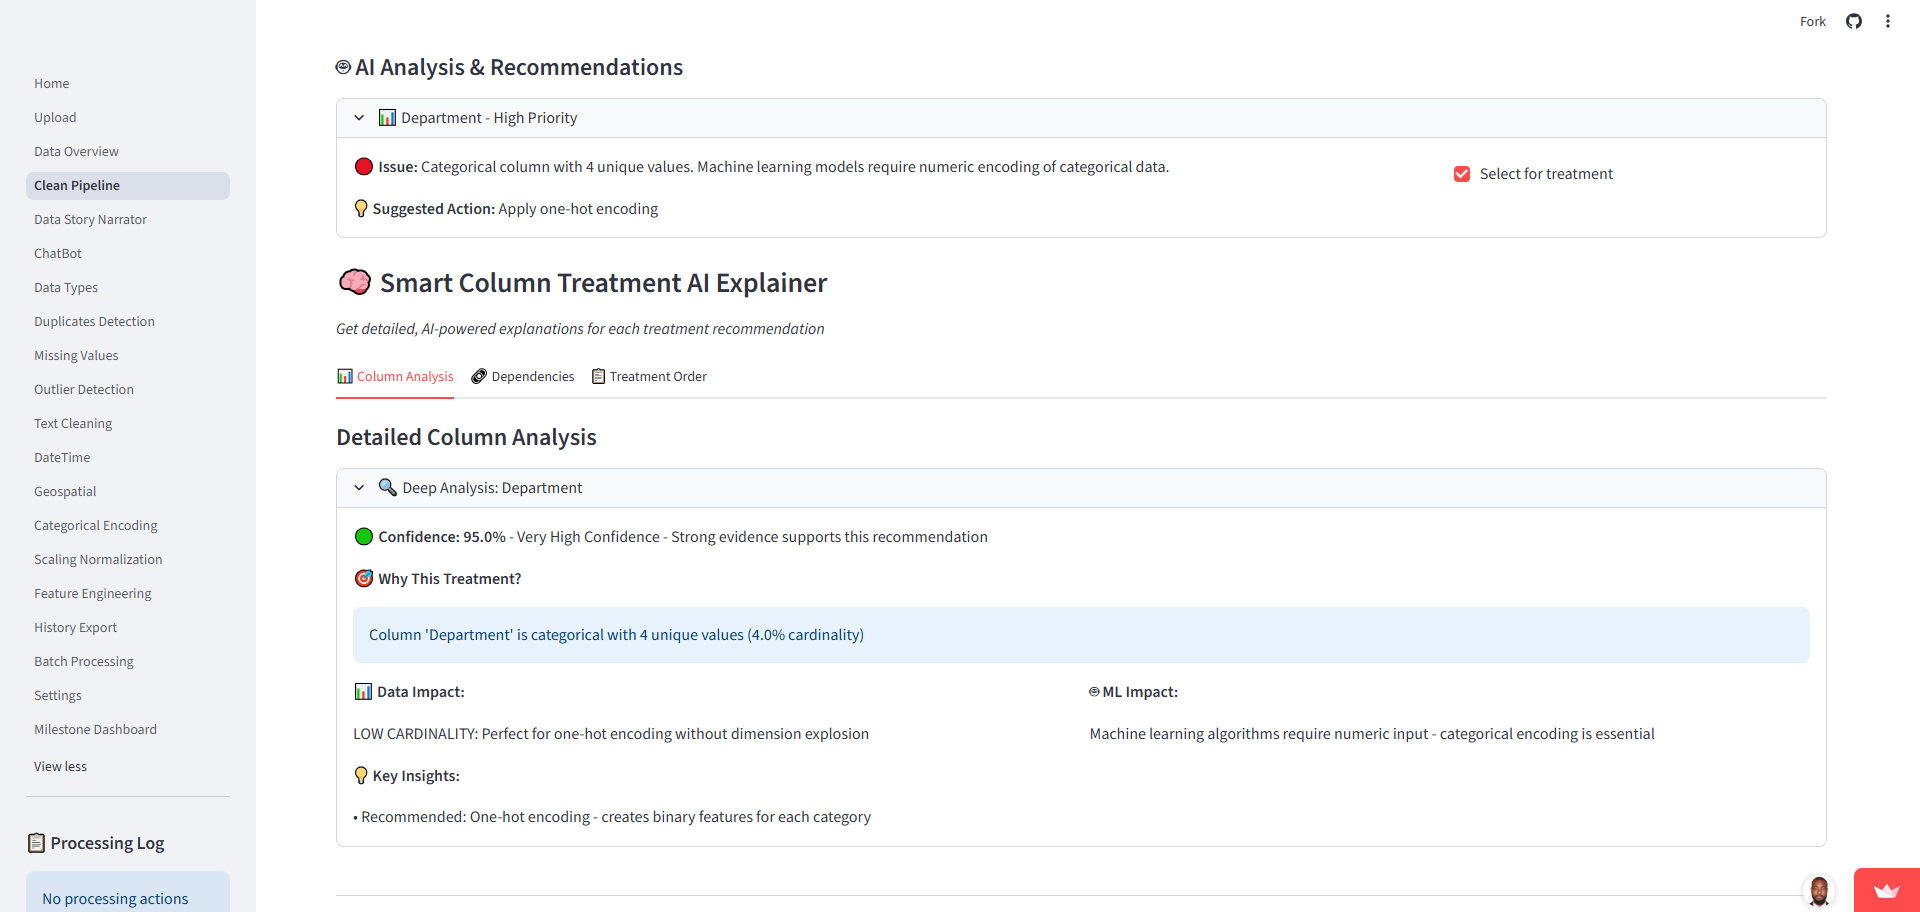 Fork
Home
Upload
Data Overview
Clean Pipeline
Data Story Narrator
ChatBot
Data Types
Duplicates Detection
Missing Values
Outlier Detection
Text Cleaning
DateTime
Geospatial
Categorical Encoding
Scaling Normalization
Feature Engineering
History Export
Batch Processing
Settings
Milestone Dashboard
View less
Processing Log
No processing actions
AI Analysis & Recommendations
Department - High Priority
Issue: Categorical column with 4 unique values. Machine learning models require numeric encoding of categorical data.
Select for treatment
Suggested Action: Apply one-hot encoding
Smart Column Treatment AI Explainer
Get detailed, AI-powered explanations for each treatment recommendation
Column Analysis
Dependencies
Treatment Order
Detailed Column Analysis
Deep Analysis: Department
Confidence: 95.0% - Very High Confidence - Strong evidence supports this recommendation
Why This Treatment?
Column 'Department' is categorical with 4 unique values (4.0% cardinality)
Data Impact:
LOW CARDINALITY: Perfect for one-hot encoding without dimension explosion
ML Impact:
Machine learning algorithms require numeric input - categorical encoding is essential
Key Insights:
• Recommended: One-hot encoding - creates binary features for each category